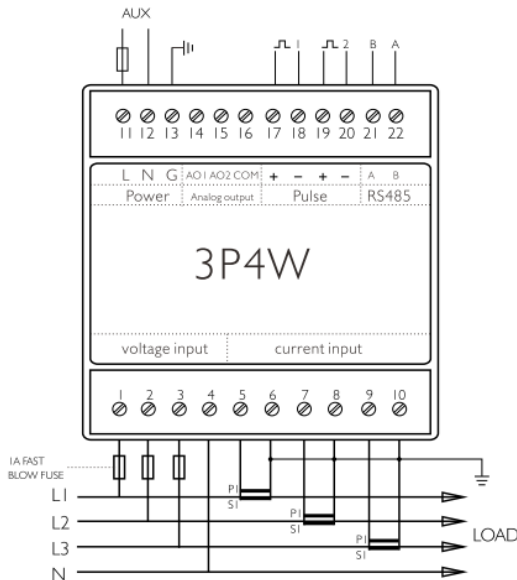 AUX
1 2 B A
11 12 13 14 15 16 17 18 19 20 21 22
L N G AO1 AO2 COM + - + - A B
Power Analog output Pulse RS485
3P4W
voltage input current input
1 2 3 4 5 6 7 8 9 10
1A FAST
BLOW FUSE
P1
L1 S1
P1
L2 S1
LOAD
P1
L3 S1
N